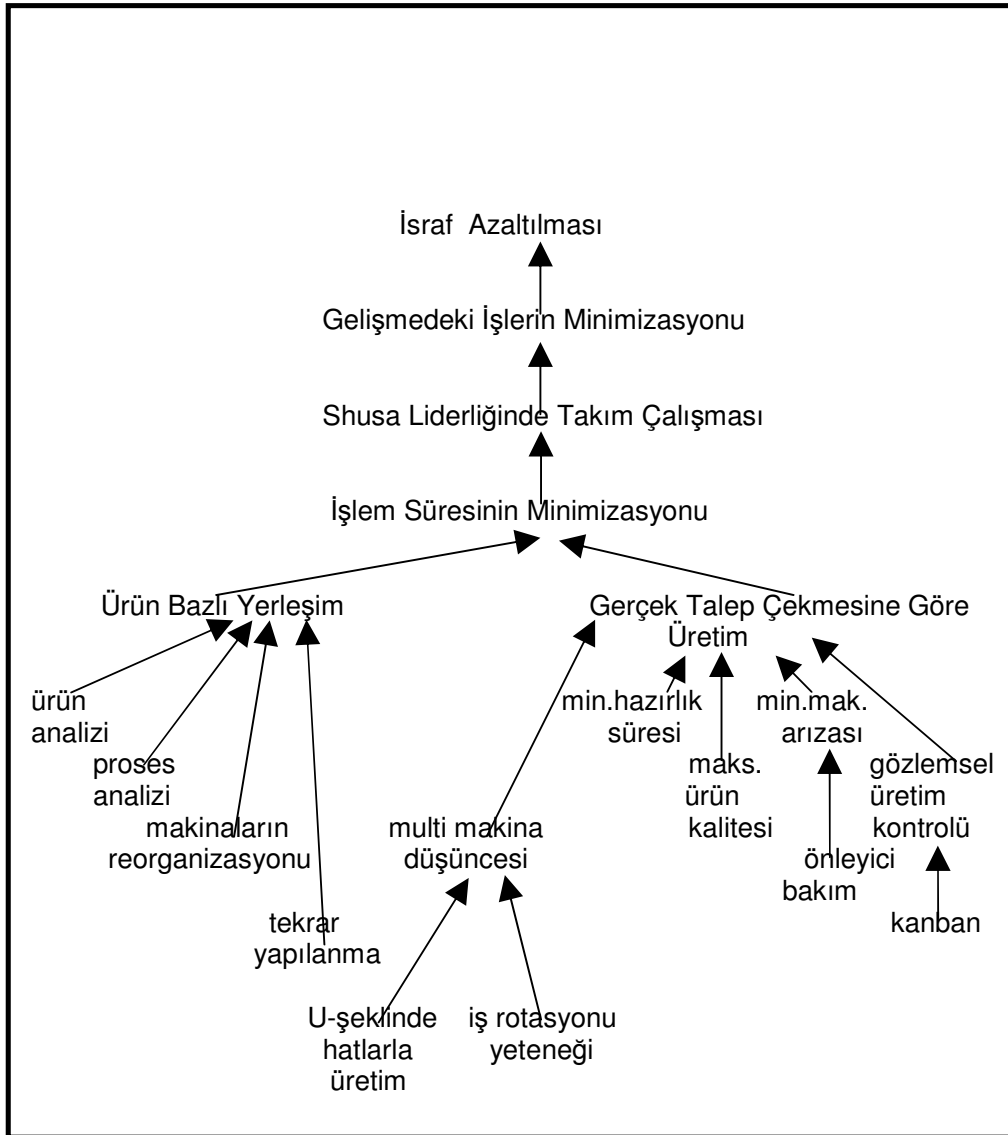 İsraf Azaltılması
Gelişmedeki İşlerin Minimizasyonu
Shusa Liderliğinde Takım Çalışması
İşlem Süresinin Minimizasyonu
Ürün Bazlı Yerleşim
Gerçek Talep Çekmesine Göre
Üretim
ürün
analizi
proses
analizi
makinaların
reorganizasyonu
tekrar
yapılanma
multi makina
düşüncesi
U-şeklinde
hatlarla
üretim
iş rotasyonu
yeteneği
min.hazırlık
süresi
maks.
ürün
kalitesi
min.mak.
arızası
önleyici
bakım
gözlemsel
üretim
kontrolü
kanban